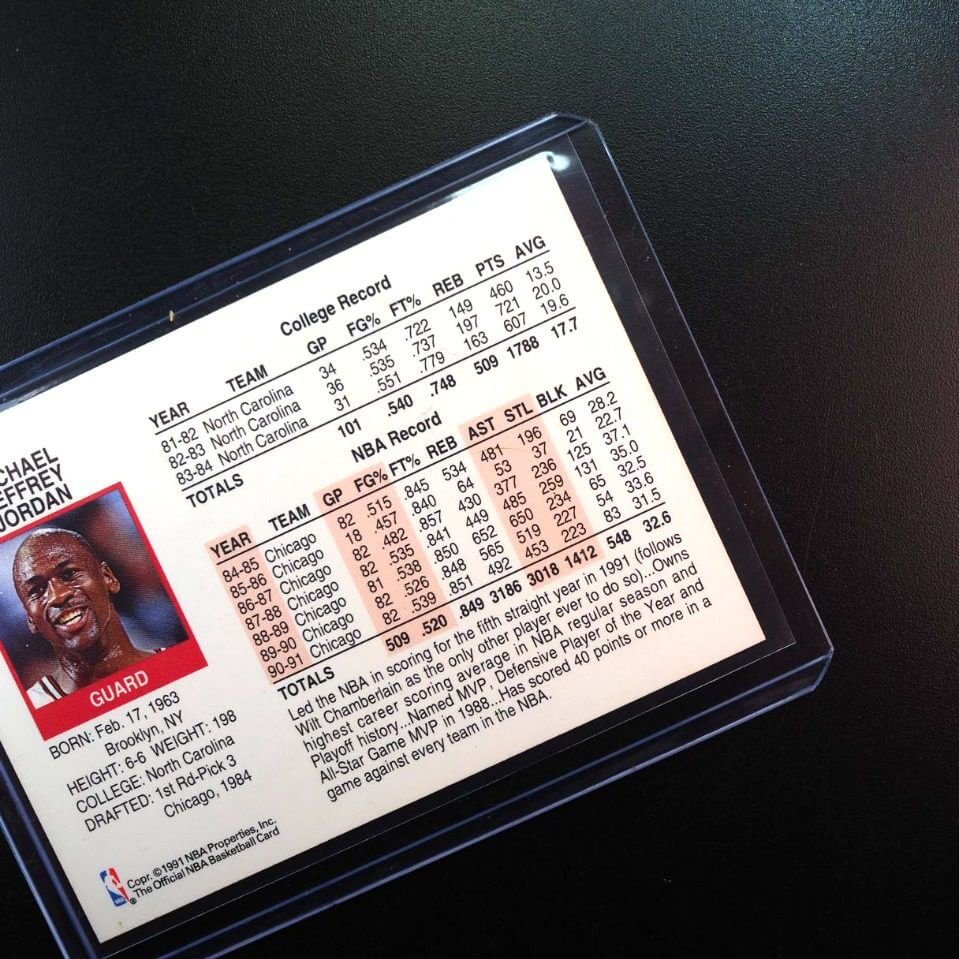 CHAEL
EFFREY
JORDAN
GUARD
BORN: Feb. 17, 1963
Brooklyn, NY
HEIGHT: 6-6 WEIGHT: 198
COLLEGE: North Carolina
DRAFTED: 1st Rd-Pick 3
Chicago, 1984
College Record
YEAR TEAM GP FG% FT% REB PTS AVG
81-82 North Carolina 34 .534 .722 149 460 13.5
82-83 North Carolina 36 .535 .737 197 721 20.0
83-84 North Carolina 31 .551 .779 163 607 19.6
TOTALS 101 .540 .748 509 1788 17.7
NBA Record
YEAR TEAM GP FG% FT% REB AST STL BLK AVG
84-85 Chicago 82 .515 .845 534 481 196 69 28.2
85-86 Chicago 18 .457 .840 64 53 37 21 22.7
86-87 Chicago 82 .482 .857 430 377 236 125 37.1
87-88 Chicago 82 .535 .841 449 485 259 131 35.0
88-89 Chicago 81 .538 .850 652 650 234 65 32.5
89-90 Chicago 82 .526 .848 565 519 227 54 33.6
90-91 Chicago 82 .539 .851 492 453 223 83 31.5
TOTALS 509 .520 .849 3186 3018 1412 548 32.6
Led the NBA in scoring for the fifth straight year in 1991 (follows
Wilt Chamberlain as the only other player ever to do so)...Owns
highest career scoring average in NBA regular season and
Playoff history...Named MVP, Defensive Player of the Year and
All-Star Game MVP in 1988...Has scored 40 points or more in a
game against every team in the NBA.
Copr. ©1991 NBA Properties, Inc.
The Official NBA Basketball Card